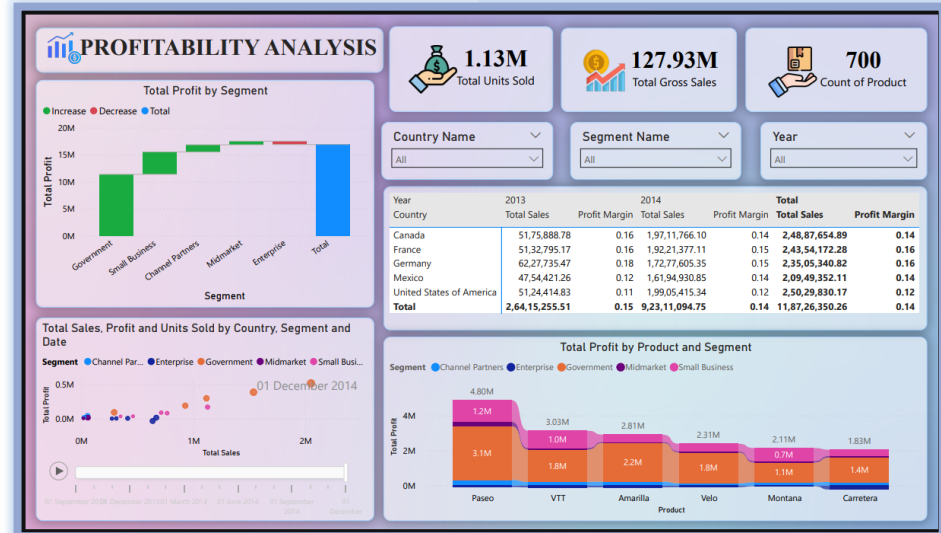 PROFITABILITY ANALYSIS
1.13M
Total Units Sold
127.93M
Total Gross Sales
700
Count of Product
Total Profit by Segment
Increase Decrease Total
20M
15M
10M
5M
0M
Total Profit
Government Small Business Channel Partners Midmarket Enterprise Total
Segment
Country Name
All
Segment Name
All
Year
All
Year 2013 2014 Total
Country Total Sales Profit Margin Total Sales Profit Margin Total Sales Profit Margin
Canada 51,75,888.78 0.16 1,97,11,766.10 0.14 2,48,87,654.89 0.14
France 51,32,795.17 0.16 1,92,21,377.11 0.15 2,43,54,172.28 0.16
Germany 62,27,735.47 0.18 1,72,77,605.35 0.15 2,35,05,340.82 0.16
Mexico 47,54,421.26 0.12 1,61,94,930.85 0.14 2,09,49,352.11 0.14
United States of America 51,24,414.83 0.11 1,99,05,415.34 0.12 2,50,29,830.17 0.12
Total 2,64,15,255.51 0.15 9,23,11,094.75 0.14 11,87,26,350.26 0.14
Total Sales, Profit and Units Sold by Country, Segment and
Date
Segment Channel Par... Enterprise Government Midmarket Small Busi...
01 December 2014
0.5M
0.0M
Total Profit
0M 1M 2M
Total Sales
01 March 2014 01 June 2014 01 September
2014
01
December
Total Profit by Product and Segment
Segment Channel Partners Enterprise Government Midmarket Small Business
4M
2M
0M
Total Profit
4.80M 3.03M 2.81M 2.31M 2.11M 1.83M
1.2M 1.0M 0.7M
3.1M 1.8M 2.2M 1.8M 1.1M 1.4M
Paseo VTT Amarilla Velo Montana Carretera
Product